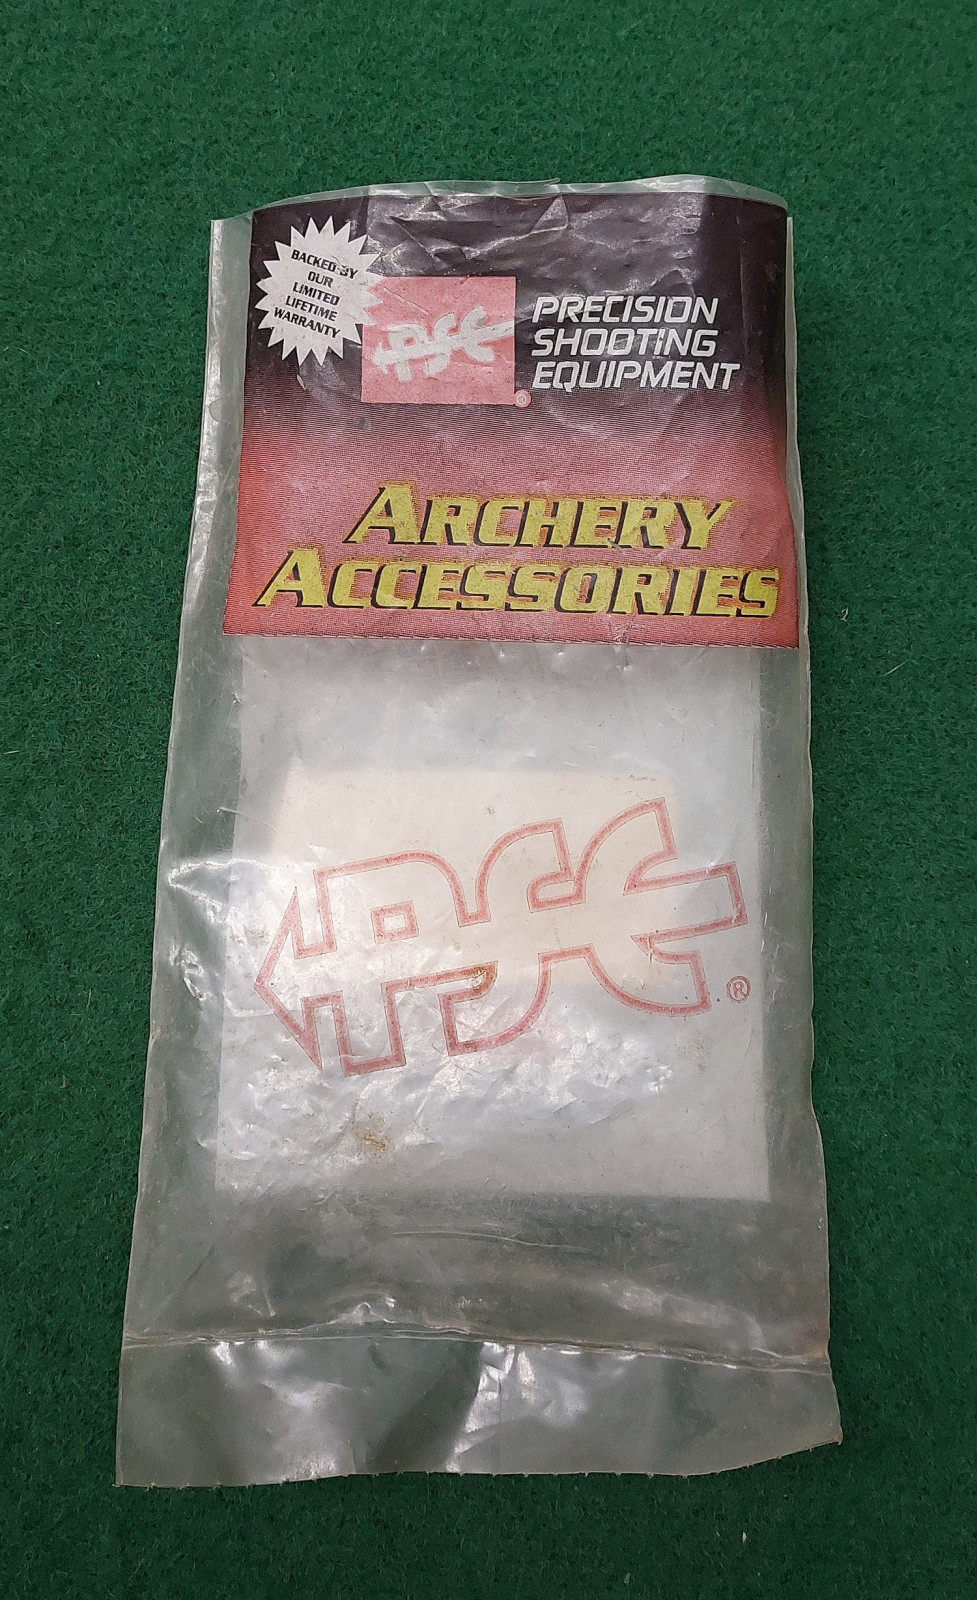 BACKED BY
OUR
LIMITED
LIFETIME
WARRANTY
PSE
®
PRECISION
SHOOTING
EQUIPMENT
ARCHERY
ACCESSORIES
PSE
®